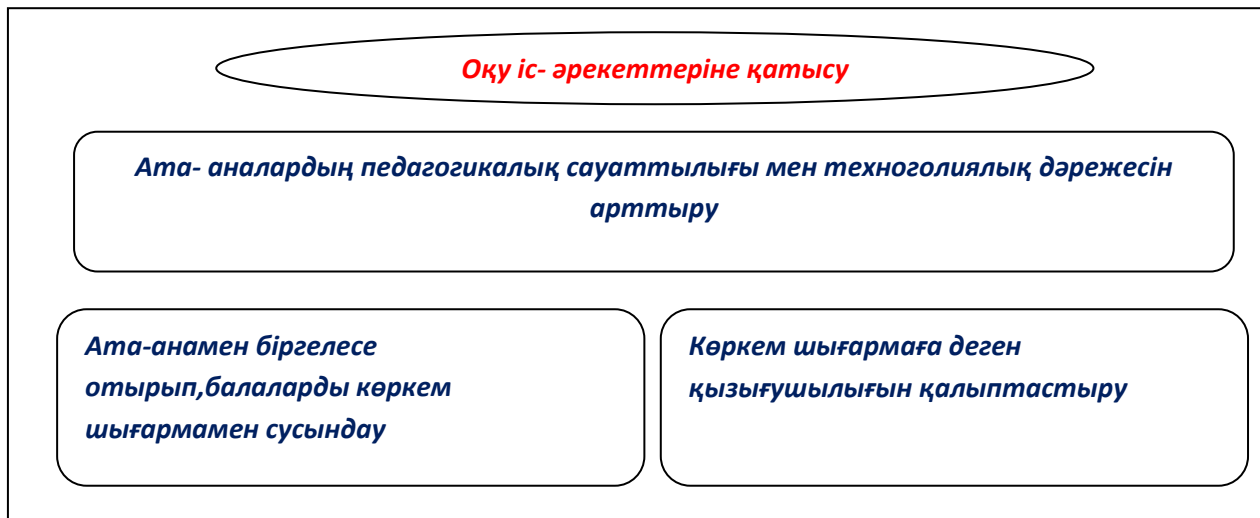 Оқу іс- әрекеттеріне қатысу
Ата- аналардың педагогикалық сауаттылығы мен техноголиялық дәрежесін
арттыру
Ата-анамен біргелесе
отырып,балаларды көркем
шығармамен сусындау
Көркем шығармаға деген
қызығушылығын қалыптастыру